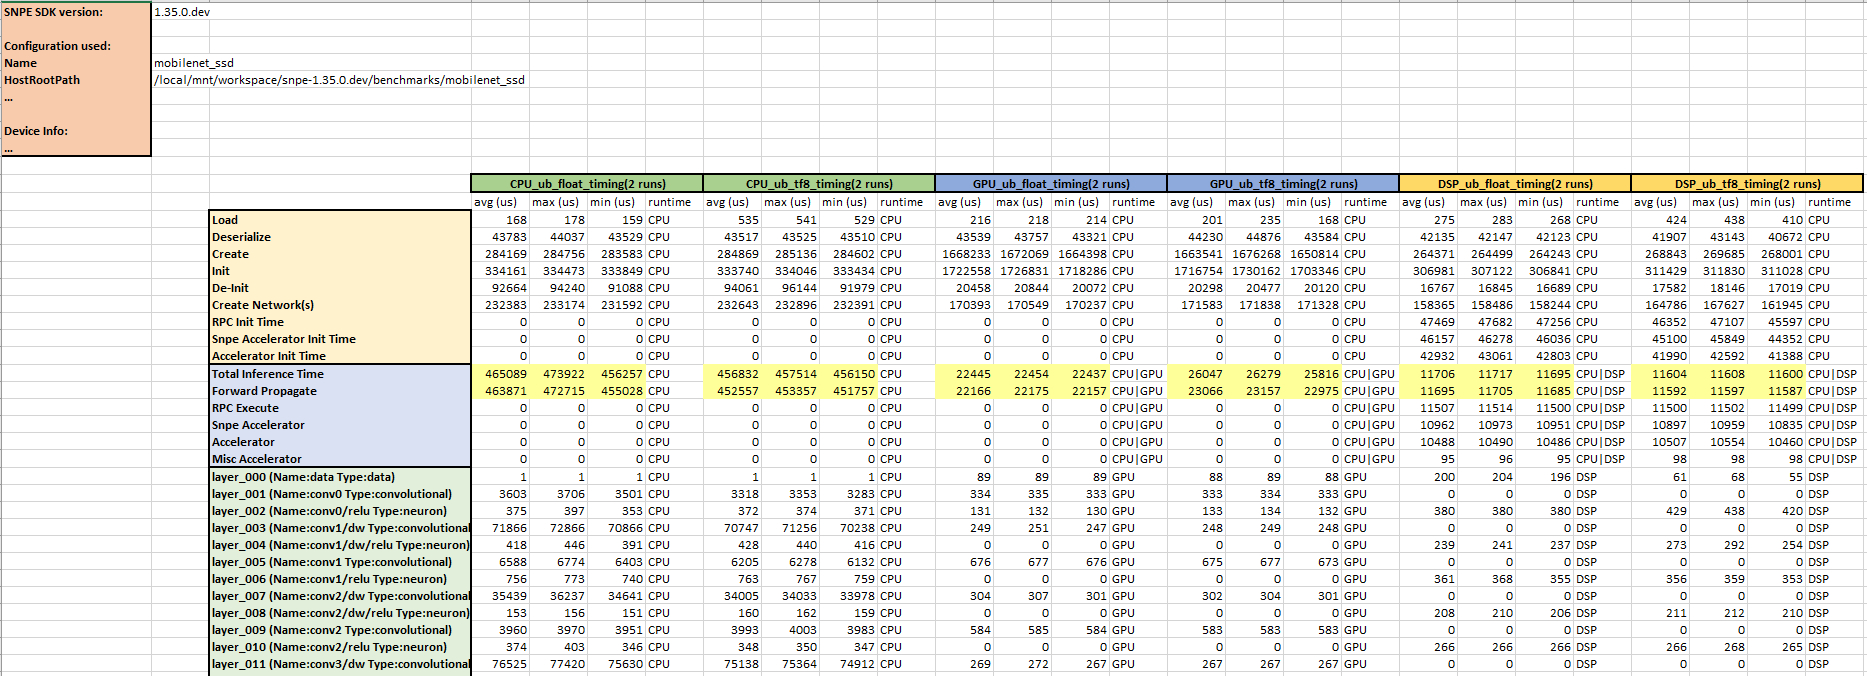 SNPE SDK version: 1.35.0.dev
Configuration used:
Name mobilenet_ssd
HostRootPath /local/mnt/workspace/snpe-1.35.0.dev/benchmarks/mobilenet_ssd
...
Device Info:
...
CPU_ub_float_timing(2 runs) CPU_ub_tf8_timing(2 runs) GPU_ub_float_timing(2 runs) GPU_ub_tf8_timing(2 runs) DSP_ub_float_timing(2 runs) DSP_ub_tf8_timing(2 runs)
avg (us) max (us) min (us) runtime avg (us) max (us) min (us) runtime avg (us) max (us) min (us) runtime avg (us) max (us) min (us) runtime avg (us) max (us) min (us) runtime avg (us) max (us) min (us) runtime
Load 168 178 159 CPU 535 541 529 CPU 216 218 214 CPU 201 235 168 CPU 275 283 268 CPU 424 438 410 CPU
Deserialize 43783 44037 43529 CPU 43517 43525 43510 CPU 43539 43757 43321 CPU 44230 44876 43584 CPU 42135 42147 42123 CPU 41907 43143 40672 CPU
Create 284169 284756 283583 CPU 284869 285136 284602 CPU 1668233 1672069 1664398 CPU 1663541 1676268 1650814 CPU 264371 264499 264243 CPU 268843 269685 268001 CPU
Init 334161 334473 333849 CPU 333740 334046 333434 CPU 1722558 1726831 1718286 CPU 1716754 1730162 1703346 CPU 306981 307122 306841 CPU 311429 311830 311028 CPU
De-Init 92664 94240 91088 CPU 94061 96144 91979 CPU 20458 20844 20072 CPU 20298 20477 20120 CPU 16767 16845 16689 CPU 17582 18146 17019 CPU
Create Network(s) 232383 233174 231592 CPU 232643 232896 232391 CPU 170393 170549 170237 CPU 171583 171838 171328 CPU 158365 158486 158244 CPU 164786 167627 161945 CPU
RPC Init Time 0 0 0 CPU 0 0 0 CPU 0 0 0 CPU 0 0 0 CPU 47469 47682 47256 CPU 46352 47107 45597 CPU
Snpe Accelerator Init Time 0 0 0 CPU 0 0 0 CPU 0 0 0 CPU 0 0 0 CPU 46157 46278 46036 CPU 45100 45849 44352 CPU
Accelerator Init Time 0 0 0 CPU 0 0 0 CPU 0 0 0 CPU 0 0 0 CPU 42932 43061 42803 CPU 41990 42592 41388 CPU
Total Inference Time 465089 473922 456257 CPU 456832 457514 456150 CPU 22445 22454 22437 CPU|GPU 26047 26279 25816 CPU|GPU 11706 11717 11695 CPU|DSP 11604 11608 11600 CPU|DSP
Forward Propagate 463871 472715 455028 CPU 452557 453357 451757 CPU 22166 22175 22157 CPU|GPU 23066 23157 22975 CPU|GPU 11695 11705 11685 CPU|DSP 11592 11597 11587 CPU|DSP
RPC Execute 0 0 0 CPU 0 0 0 CPU 0 0 0 CPU|GPU 0 0 0 CPU|GPU 11507 11514 11500 CPU|DSP 11500 11502 11499 CPU|DSP
Snpe Accelerator 0 0 0 CPU 0 0 0 CPU 0 0 0 CPU|GPU 0 0 0 CPU|GPU 10962 10973 10951 CPU|DSP 10897 10959 10835 CPU|DSP
Accelerator 0 0 0 CPU 0 0 0 CPU 0 0 0 CPU|GPU 0 0 0 CPU|GPU 10488 10490 10486 CPU|DSP 10507 10554 10460 CPU|DSP
Misc Accelerator 0 0 0 CPU 0 0 0 CPU 0 0 0 CPU|GPU 0 0 0 CPU|GPU 95 96 95 CPU|DSP 98 98 98 CPU|DSP
layer_000 (Name:data Type:data) 1 1 1 CPU 1 1 1 CPU 89 89 89 GPU 88 89 88 GPU 200 204 196 DSP 61 68 55 DSP
layer_001 (Name:conv0 Type:convolutional) 3603 3706 3501 CPU 3318 3353 3283 CPU 334 335 333 GPU 333 334 333 GPU 0 0 0 DSP 0 0 0 DSP
layer_002 (Name:conv0/relu Type:neuron) 375 397 353 CPU 372 374 371 CPU 131 132 130 GPU 133 134 132 GPU 380 380 380 DSP 429 438 420 DSP
layer_003 (Name:conv1/dw Type:convolutional 71866 72866 70866 CPU 70747 71256 70238 CPU 249 251 247 GPU 248 249 248 GPU 0 0 0 DSP 0 0 0 DSP
layer_004 (Name:conv1/dw/relu Type:neuron) 418 446 391 CPU 428 440 416 CPU 0 0 0 GPU 0 0 0 GPU 239 241 237 DSP 273 292 254 DSP
layer_005 (Name:conv1 Type:convolutional) 6588 6774 6403 CPU 6205 6278 6132 CPU 676 677 676 GPU 675 677 673 GPU 0 0 0 DSP 0 0 0 DSP
layer_006 (Name:conv1/relu Type:neuron) 756 773 740 CPU 763 767 759 CPU 0 0 0 GPU 0 0 0 GPU 361 368 355 DSP 356 359 353 DSP
layer_007 (Name:conv2/dw Type:convolutional 35439 36237 34641 CPU 34005 34033 33978 CPU 304 307 301 GPU 302 304 301 GPU 0 0 0 DSP 0 0 0 DSP
layer_008 (Name:conv2/dw/relu Type:neuron) 153 156 151 CPU 160 162 159 CPU 0 0 0 GPU 0 0 0 GPU 208 210 206 DSP 211 212 210 DSP
layer_009 (Name:conv2 Type:convolutional) 3960 3970 3951 CPU 3993 4003 3983 CPU 584 585 584 GPU 583 583 583 GPU 0 0 0 DSP 0 0 0 DSP
layer_010 (Name:conv2/relu Type:neuron) 374 403 346 CPU 348 350 347 CPU 0 0 0 GPU 0 0 0 GPU 266 266 266 DSP 266 268 265 DSP
layer_011 (Name:conv3/dw Type:convolutional 76525 77420 75630 CPU 75138 75364 74912 CPU 269 272 267 GPU 267 267 267 GPU 0 0 0 DSP 0 0 0 DSP